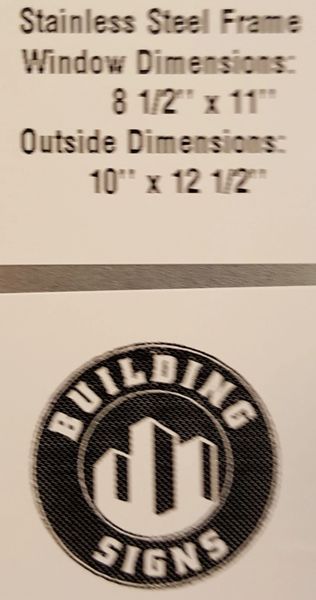 Stainless Steel Frame
Window Dimensions:
8 1/2" x 11"
Outside Dimensions:
10" x 12 1/2"
BUILDING
SIGNS